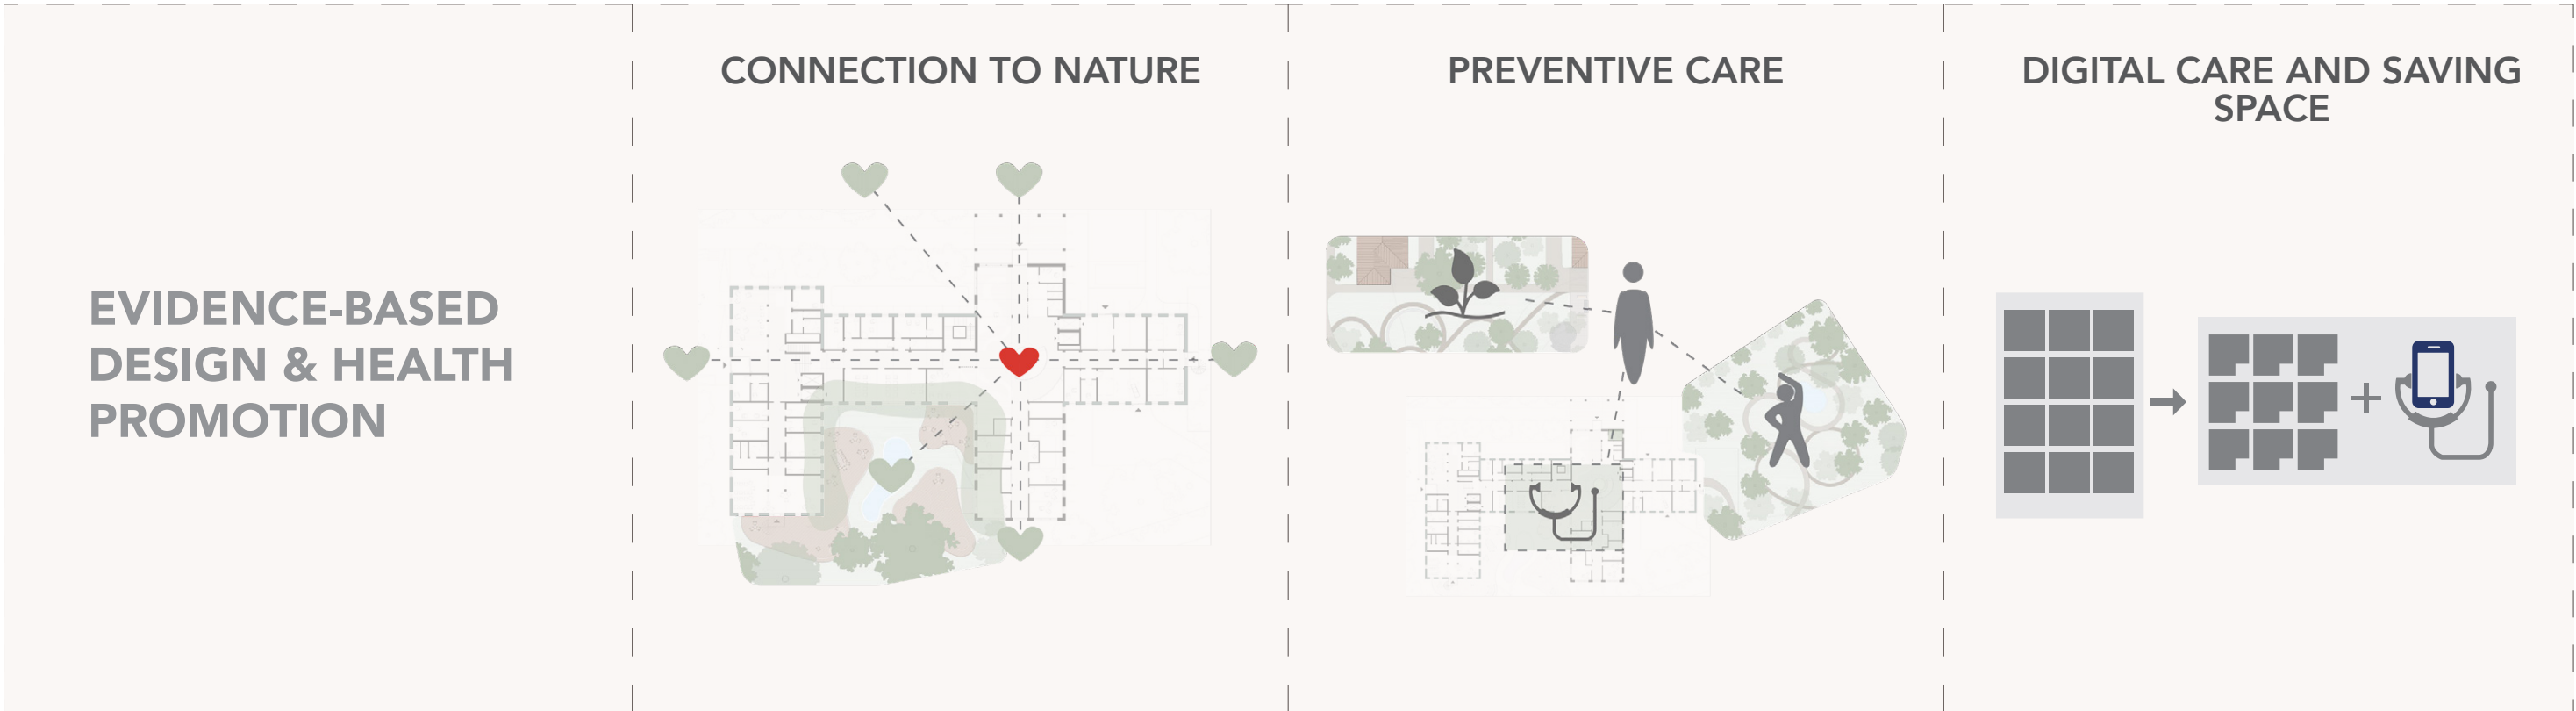 EVIDENCE-BASED
DESIGN & HEALTH
PROMOTION
CONNECTION TO NATURE
PREVENTIVE CARE
DIGITAL CARE AND SAVING
SPACE